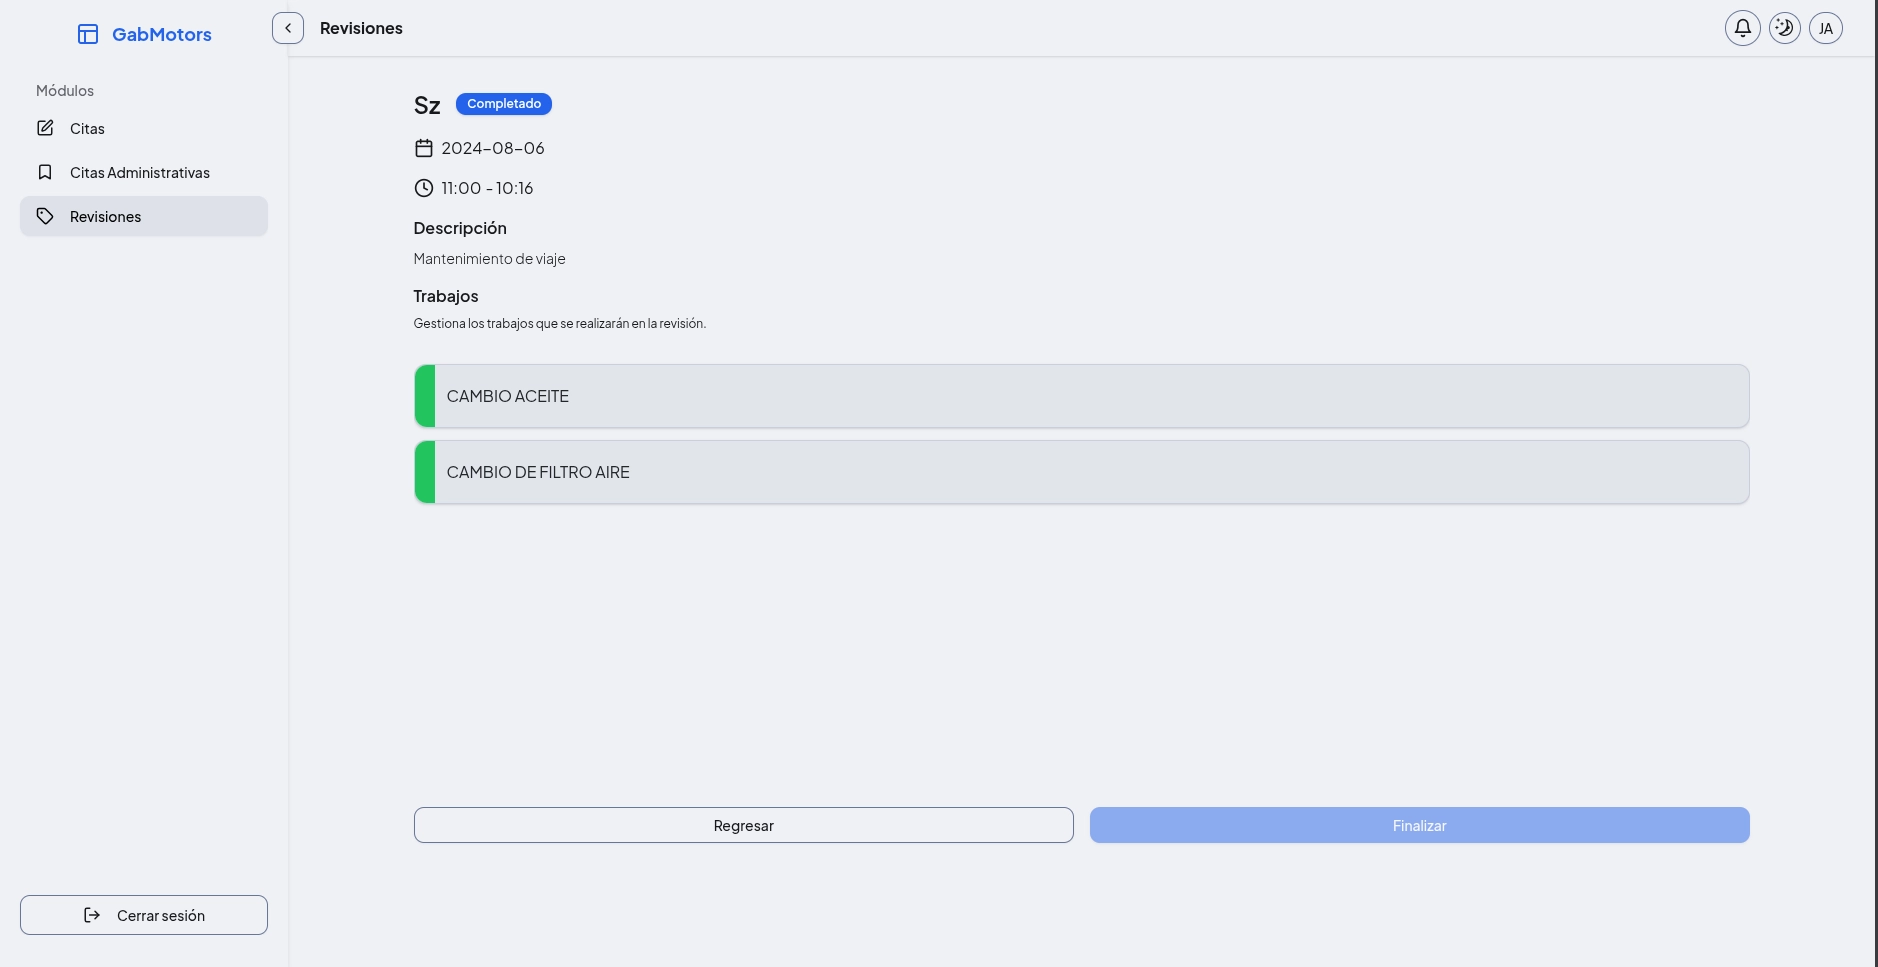 GabMotors
Revisiones
JA
Módulos
Citas
Citas Administrativas
Revisiones
Sz Completado
2024-08-06
11:00 - 10:16
Descripción
Mantenimiento de viaje
Trabajos
Gestiona los trabajos que se realizarán en la revisión.
CAMBIO ACEITE
CAMBIO DE FILTRO AIRE
Regresar
Finalizar
Cerrar sesión